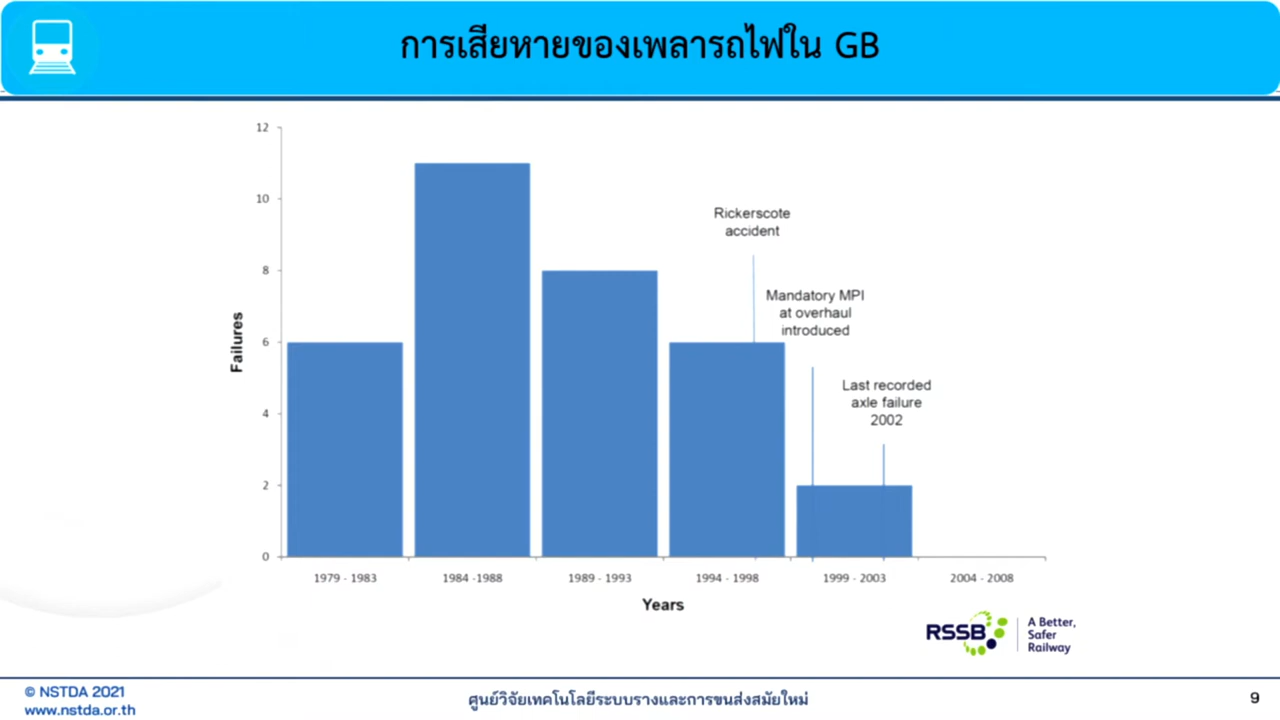 การเสียหายของเพลารถไฟใน GB
12
10
8
6
4
2
0
Failures
Rickerscote
accident
Mandatory MPI
at overhaul
introduced
Last recorded
axle failure
2002
1979 - 1983
1984 -1988
1989 - 1993
1994 - 1998
1999 - 2003
2004 - 2008
Years
RSSB
A Better,
Safer
Railway
© NSTDA 2021
www.nstda.or.th
ศูนย์วิจัยเทคโนโลยีระบบรางและการขนส่งสมัยใหม่
9